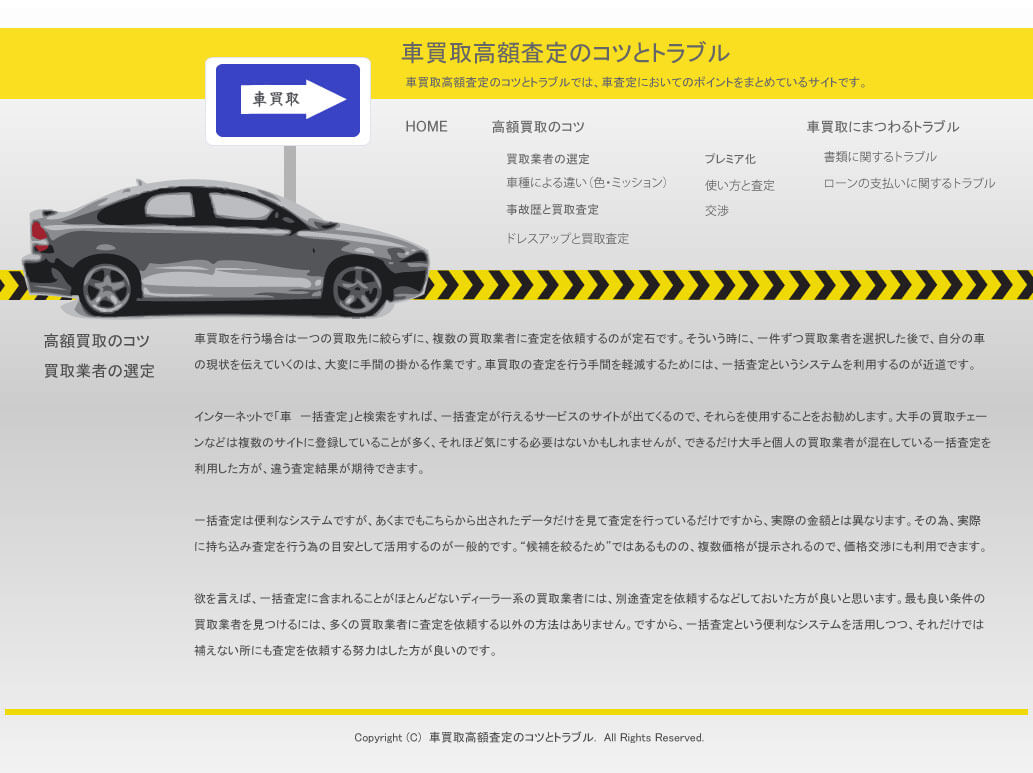 車買取高額査定のコツとトラブル
車買取高額査定のコツとトラブルでは、車査定においてのポイントをまとめているサイトです。
車買取
HOME
高額買取のコツ
買取業者の選定
車種による違い（色・ミッション）
事故歴と買取査定
ドレスアップと買取査定
プレミア化
使い方と査定
交渉
車買取にまつわるトラブル
書類に関するトラブル
ローンの支払いに関するトラブル
高額買取のコツ
買取業者の選定
車買取を行う場合は一つの買取先に絞らずに、複数の買取業者に査定を依頼するのが定石です。そういう時に、一件ずつ買取業者を選択した後で、自分の車
の現状を伝えていくのは、大変に手間の掛かる作業です。車買取の査定を行う手間を軽減するためには、一括査定というシステムを利用するのが近道です。
インターネットで「車　一括査定」と検索をすれば、一括査定が行えるサービスのサイトが出てくるので、それらを使用することをお勧めします。大手の買取チェー
ンなどは複数のサイトに登録していることが多く、それほど気にする必要はないかもしれませんが、できるだけ大手と個人の買取業者が混在している一括査定を
利用した方が、違う査定結果が期待できます。
一括査定は便利なシステムですが、あくまでもこちらから出されたデータだけを見て査定を行っているだけですから、実際の金額とは異なります。その為、実際
に持ち込み査定を行う為の目安として活用するのが一般的です。“候補を絞るため”ではあるものの、複数価格が提示されるので、価格交渉にも利用できます。
欲を言えば、一括査定に含まれることがほとんどないディーラー系の買取業者には、別途査定を依頼するなどしておいた方が良いと思います。最も良い条件の
買取業者を見つけるには、多くの買取業者に査定を依頼する以外の方法はありません。ですから、一括査定という便利なシステムを活用しつつ、それだけでは
補えない所にも査定を依頼する努力はした方が良いのです。
Copyright (C)  車買取高額査定のコツとトラブル.  All Rights Reserved.